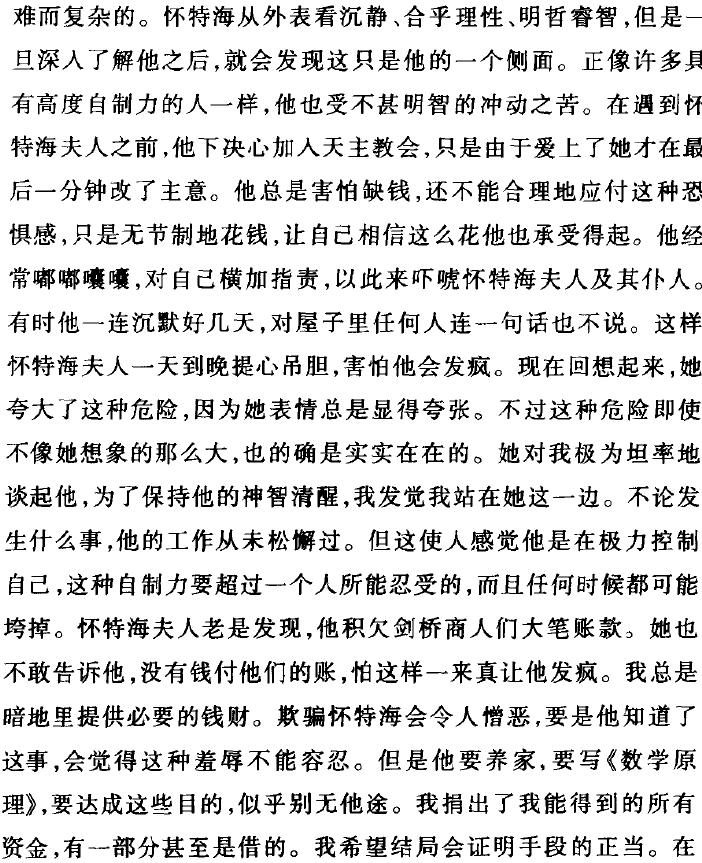 难而复杂的。怀特海从外表看沉静、合乎理性、明哲睿智,但是一
旦深入了解他之后,就会发现这只是他的一个侧面。正像许多具
有高度自制力的人一样,他也受不甚明智的冲动之苦。在遇到怀
特海夫人之前,他下决心加入天主教会,只是由于爱上了她才在最
后一分钟改了主意。他总是害怕缺钱,还不能合理地应付这种恐
惧感,只是无节制地花钱,让自己相信这么花他也承受得起。他经
常嘟嘟囔囔,对自己横加指责,以此来吓唬怀特海夫人及其仆人。
有时他一连沉默好几天,对屋子里任何人连一句话也不说。这样
怀特海夫人一天到晚提心吊胆,害怕他会发疯。现在回想起来,她
夸大了这种危险,因为她表情总是显得夸张。不过这种危险即使
不像她想象的那么大,也的确是实实在在的。她对我极为坦率地
谈起他,为了保持他的神智清醒,我发觉我站在她这一边。不论发
生什么事,他的工作从未松懈过。但这使人感觉他是在极力控制
自己,这种自制力要超过一个人所能忍受的,而且任何时候都可能
垮掉。怀特海夫人老是发现,他积欠剑桥商人们大笔账款。她也
不敢告诉他,没有钱付他们的账,怕这样一来真让他发疯。我总是
暗地里提供必要的钱财。欺骗怀特海会令人憎恶,要是他知道了
这事,会觉得这种羞辱不能容忍。但是他要养家,要写《数学原
理》,要达成这些目的,似乎别无他途。我捐出了我能得到的所有
资金,有一部分甚至是借的。我希望结局会证明手段的正当。在